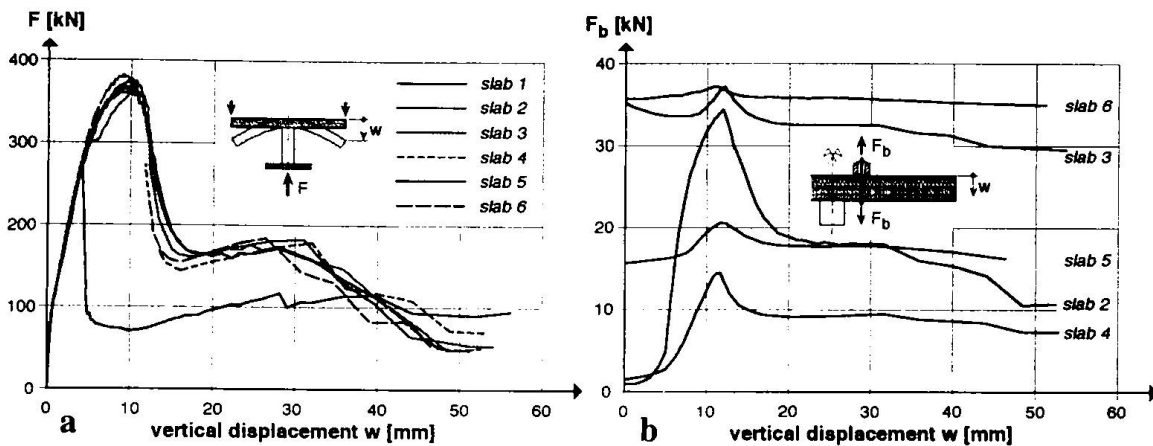 F [kN]
400
300
200
100
0
0
10
20
30
40
50
60
slab 1
slab 2
slab 3
slab 4
slab 5
slab 6
w
F
a
vertical displacement w [mm]
F_b [kN]
40
30
20
10
0
0
10
20
30
40
50
60
slab 6
slab 3
slab 5
slab 2
slab 4
F_b
w
F_b
b
vertical displacement w [mm]